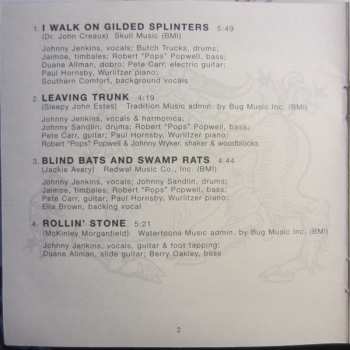 1. I WALK ON GILDED SPLINTERS 5:49
(Dr. John Creaux) Skull Music (BMI)
Johnny Jenkins, vocals; Butch Trucks, drums;
Jaimoe, timbales; Robert "Pops" Popwell, bass;
Duane Allman, dobro; Pete Carr, electric guitar;
Paul Hornsby, Wurlitzer piano;
Southern Comfort, background vocals
2. LEAVING TRUNK 4:19
(Sleepy John Estes) Tradition Music admin. by Bug Music Inc. (BMI)
Johnny Jenkins, vocals & harmonica;
Johnny Sandlin, drums; Robert "Pops" Popwell, bass;
Pete Carr, guitar; Paul Hornsby, Wurlitzer piano;
Robert "Pops" Popwell & Johnny Wyker, shaker & woodblocks
3. BLIND BATS AND SWAMP RATS 4:44
(Jackie Avery) Redwal Music Co., Inc. (BMI)
Johnny Jenkins, vocals; Johnny Sandlin, drums;
Jaimoe, timbales; Robert "Pops" Popwell, bass;
Pete Carr, guitar; Paul Hornsby, Wurlitzer piano;
Ella Brown, backing vocal
4. ROLLIN' STONE 5:21
(McKinley Morganfield) Watertoons Music admin. by Bug Music Inc. (BMI)
Johnny Jenkins, vocals, guitar & foot tapping;
Duane Allman, slide guitar; Berry Oakley, bass
2